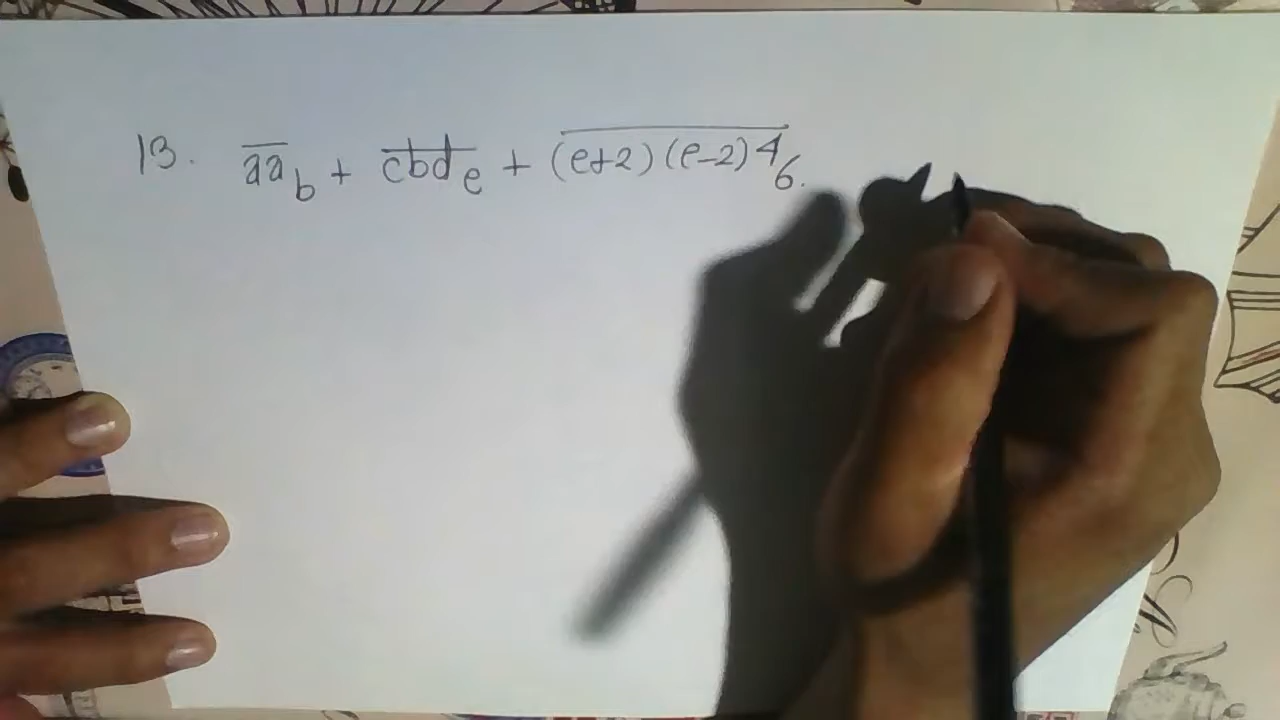 13. aa_b + cbd_e + (e+2)(e-2)4_6.